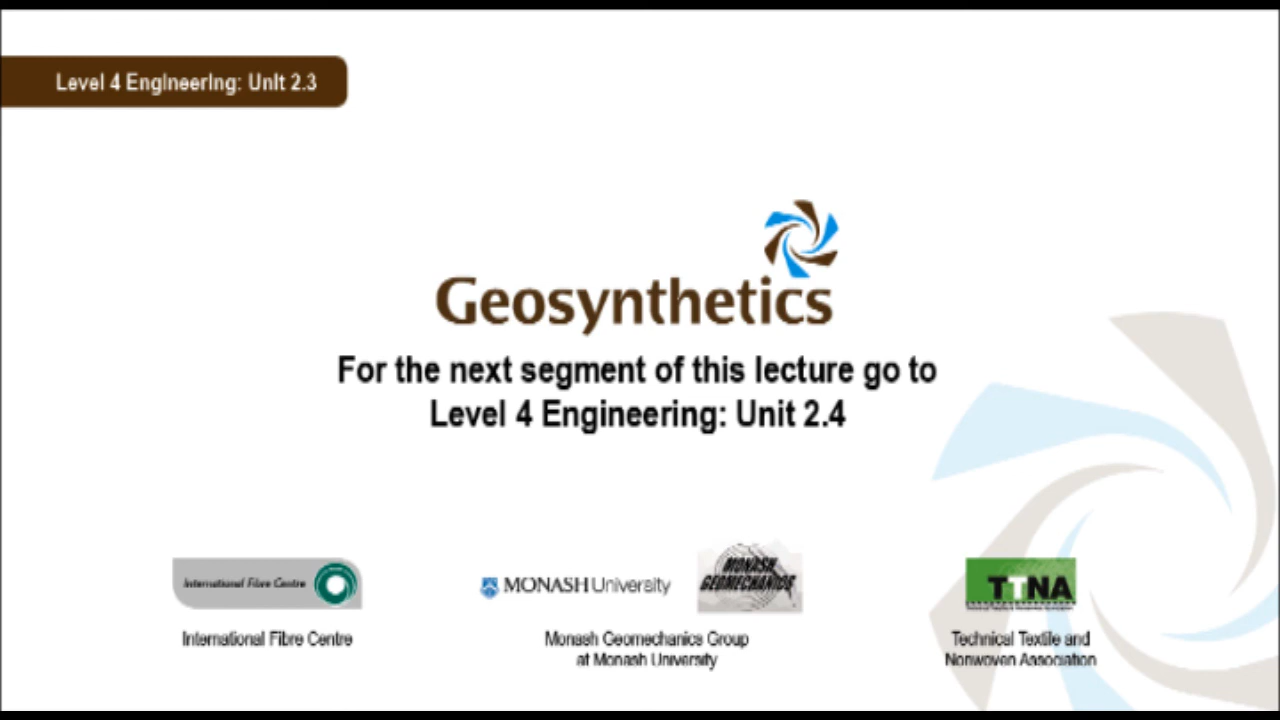 Level 4 Engineering: Unit 2.3
Geosynthetics
For the next segment of this lecture go to
Level 4 Engineering: Unit 2.4
International Fibre Centre
MONASH University
MONASH
GEOMECHANICS
TTNA
International Fibre Centre
Monash Geomechanics Group
at Monash University
Technical Textile and
Nonwoven Association